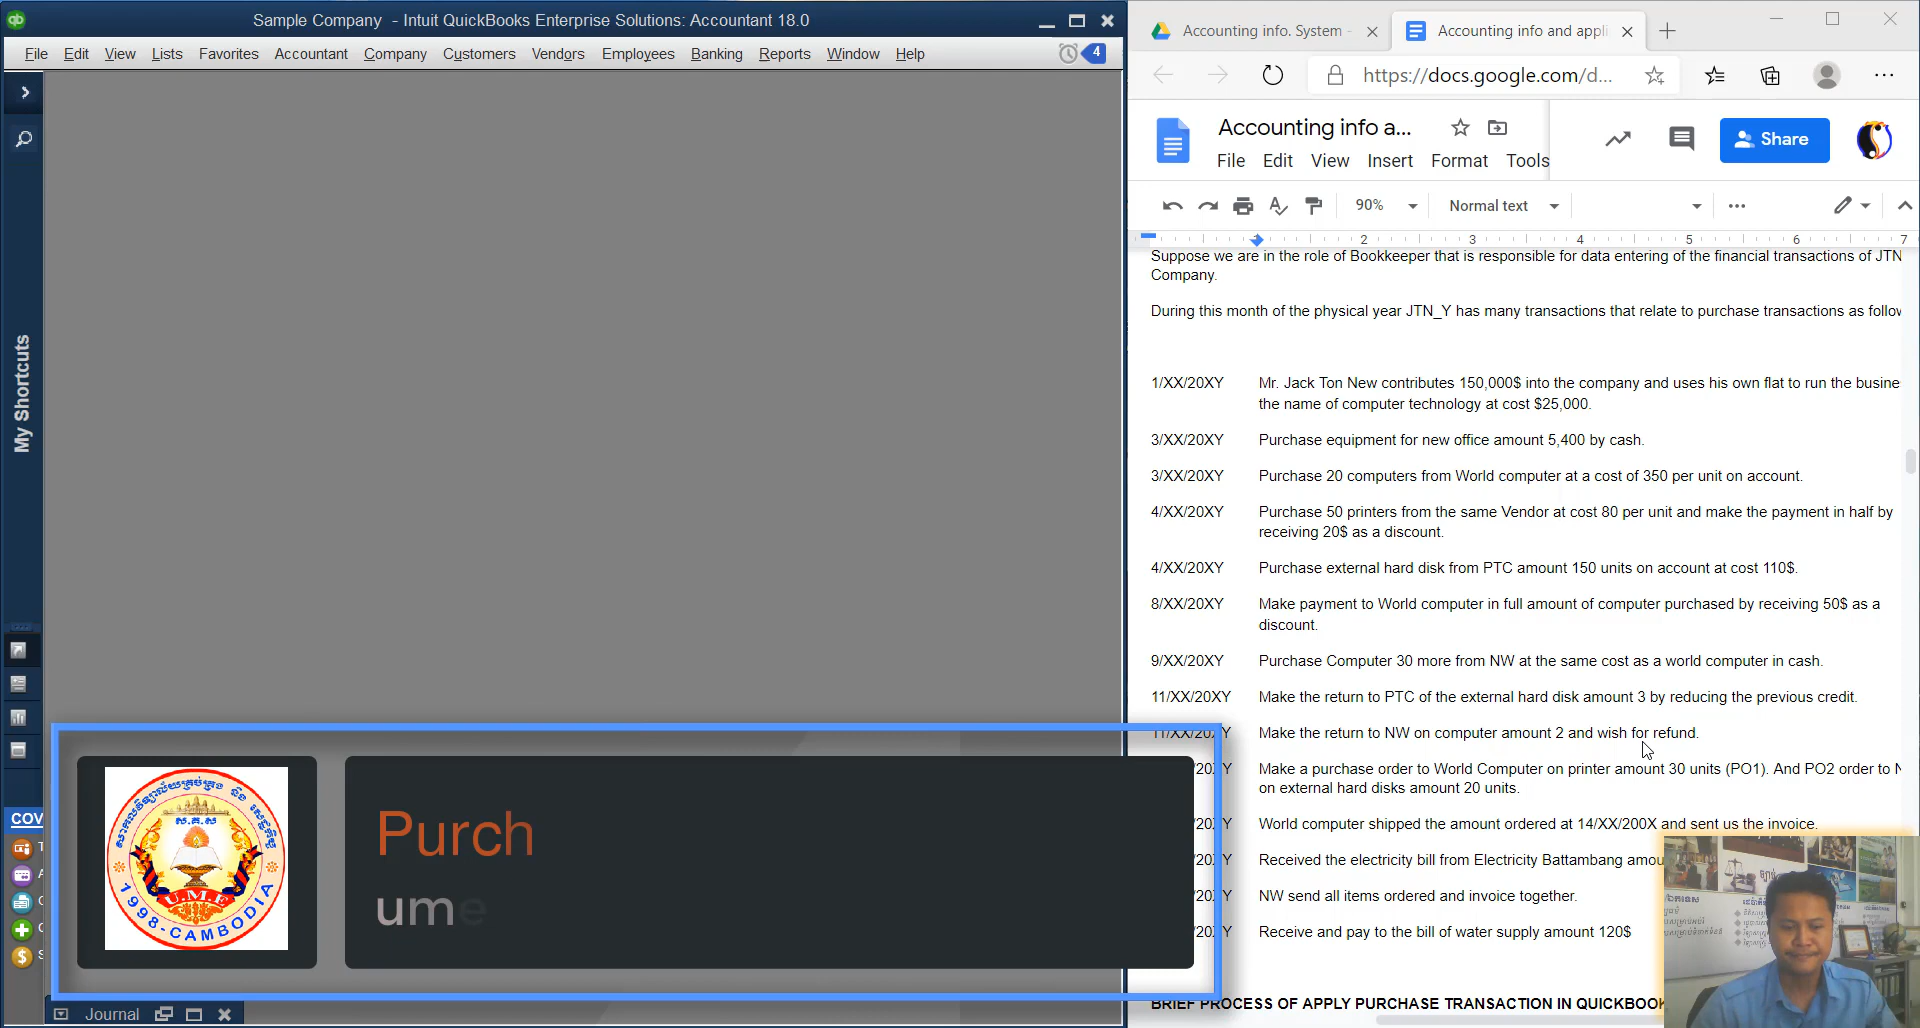 Sample Company - Intuit QuickBooks Enterprise Solutions: Accountant 18.0
File Edit View Lists Favorites Accountant Company Customers Vendors Employees Banking Reports Window Help
4
My Shortcuts
COV
Purch
ume
U.M.E
1998-CAMBODIA
Journal
Accounting info. System -
Accounting info and appli
https://docs.google.com/d...
Accounting info a...
File Edit View Insert Format Tools
Share
90% Normal text
2 3 4 5 6 7
Suppose we are in the role of Bookkeeper that is responsible for data entering of the financial transactions of JTN
Company.
During this month of the physical year JTN_Y has many transactions that relate to purchase transactions as follow
1/XX/20XY Mr. Jack Ton New contributes 150,000$ into the company and uses his own flat to run the busine
the name of computer technology at cost $25,000.
3/XX/20XY Purchase equipment for new office amount 5,400 by cash.
3/XX/20XY Purchase 20 computers from World computer at a cost of 350 per unit on account.
4/XX/20XY Purchase 50 printers from the same Vendor at cost 80 per unit and make the payment in half by
receiving 20$ as a discount.
4/XX/20XY Purchase external hard disk from PTC amount 150 units on account at cost 110$.
8/XX/20XY Make payment to World computer in full amount of computer purchased by receiving 50$ as a
discount.
9/XX/20XY Purchase Computer 30 more from NW at the same cost as a world computer in cash.
11/XX/20XY Make the return to PTC of the external hard disk amount 3 by reducing the previous credit.
11/XX/20XY Make the return to NW on computer amount 2 and wish for refund.
Make a purchase order to World Computer on printer amount 30 units (PO1). And PO2 order to N
on external hard disks amount 20 units.
World computer shipped the amount ordered at 14/XX/200X and sent us the invoice.
Received the electricity bill from Electricity Battambang amou
NW send all items ordered and invoice together.
Receive and pay to the bill of water supply amount 120$
BRIEF PROCESS OF APPLY PURCHASE TRANSACTION IN QUICKBOOK